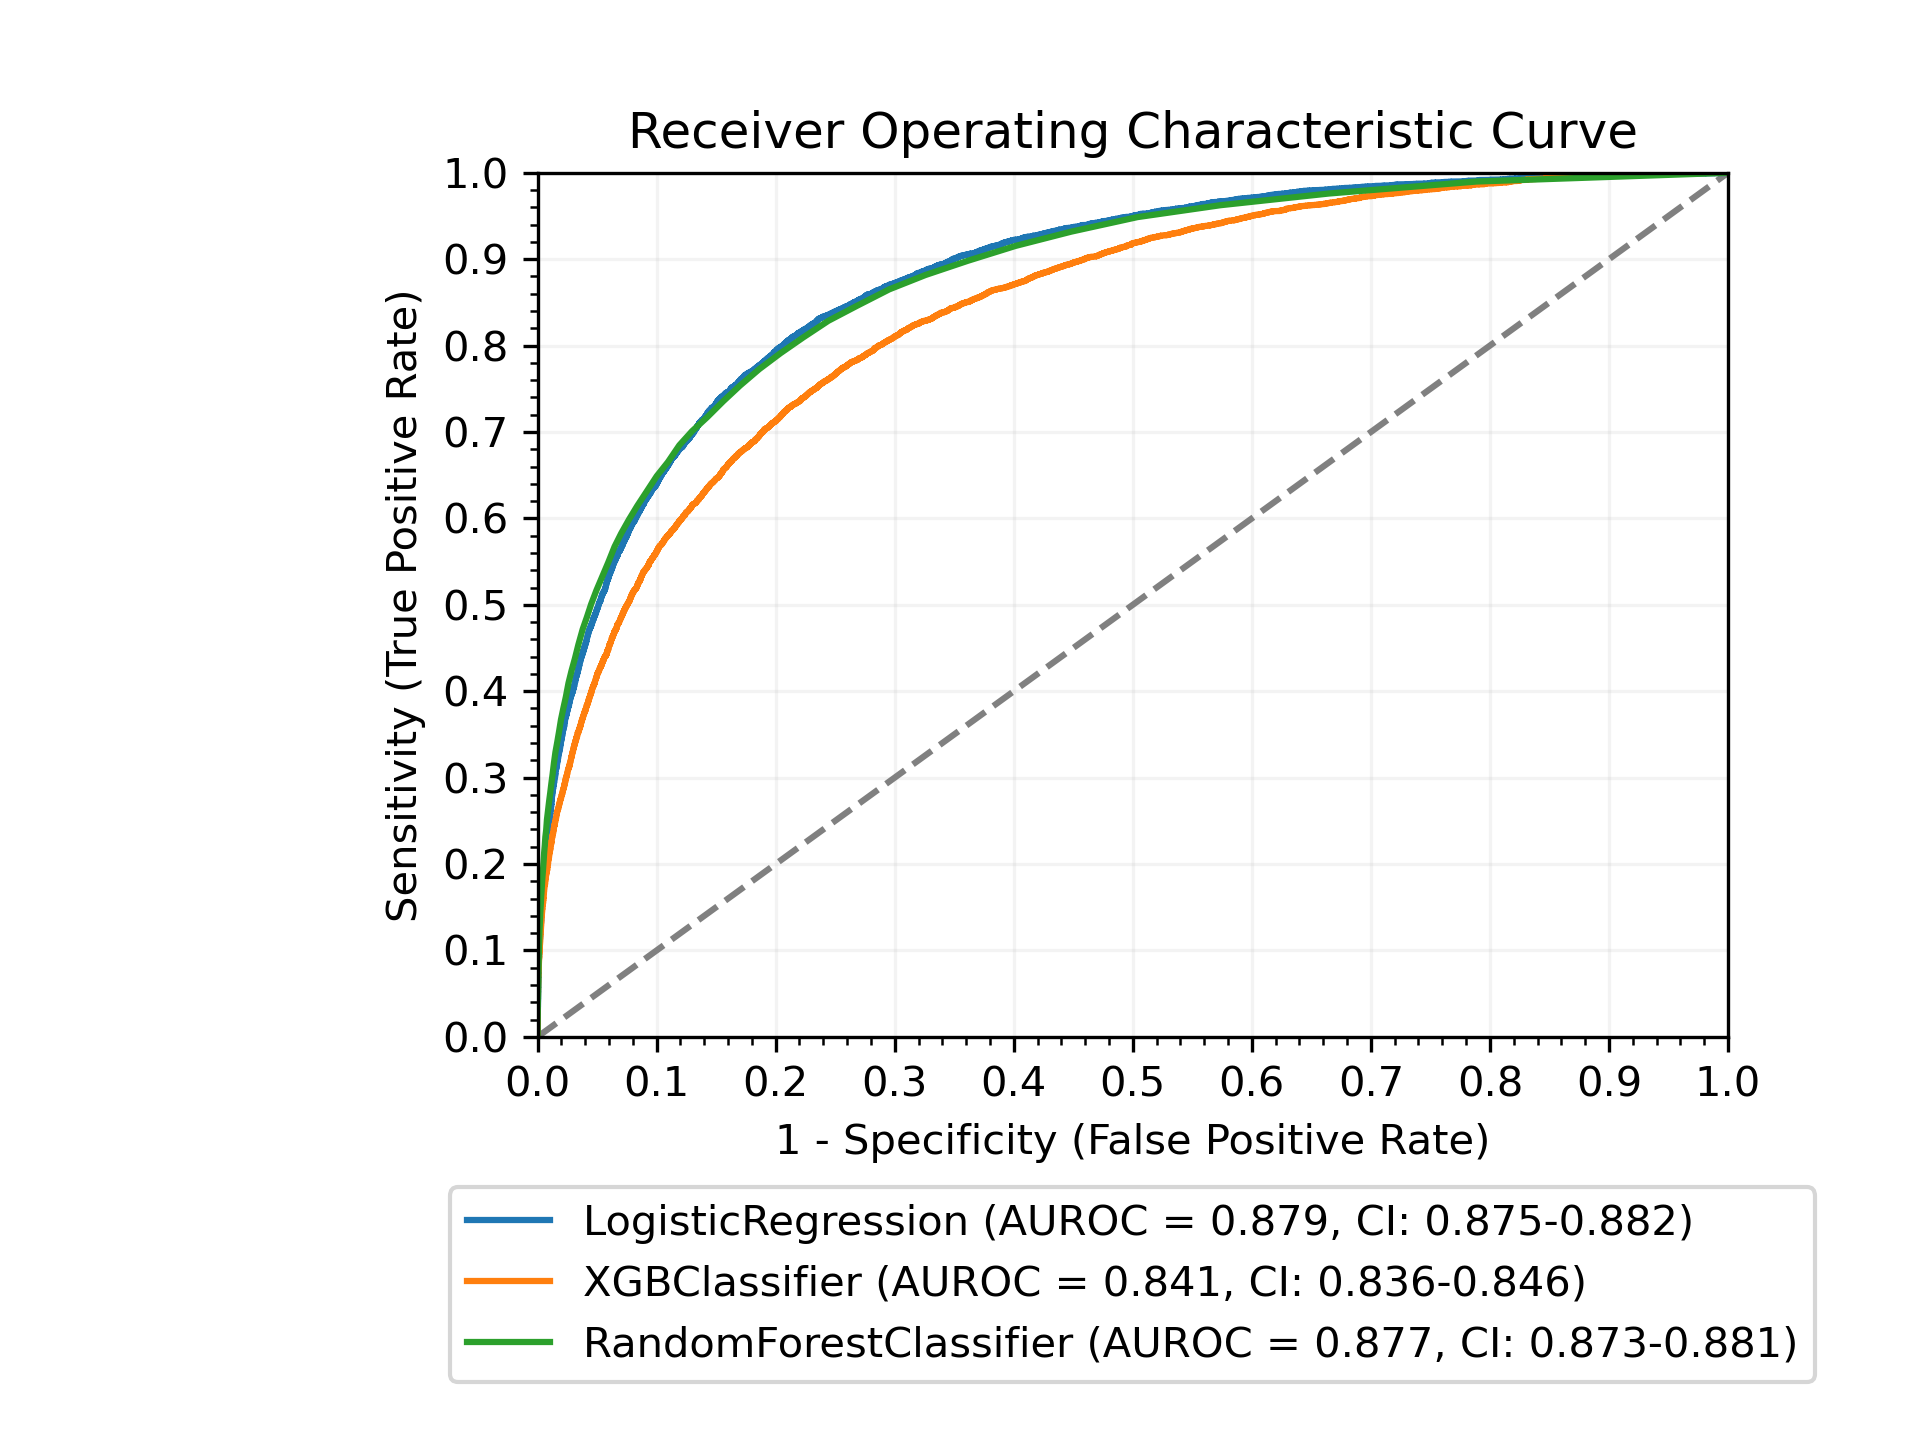 Receiver Operating Characteristic Curve
Sensitivity (True Positive Rate)
1.0
0.9
0.8
0.7
0.6
0.5
0.4
0.3
0.2
0.1
0.0
0.0 0.1 0.2 0.3 0.4 0.5 0.6 0.7 0.8 0.9 1.0
1 - Specificity (False Positive Rate)
LogisticRegression (AUROC = 0.879, CI: 0.875-0.882)
XGBClassifier (AUROC = 0.841, CI: 0.836-0.846)
RandomForestClassifier (AUROC = 0.877, CI: 0.873-0.881)